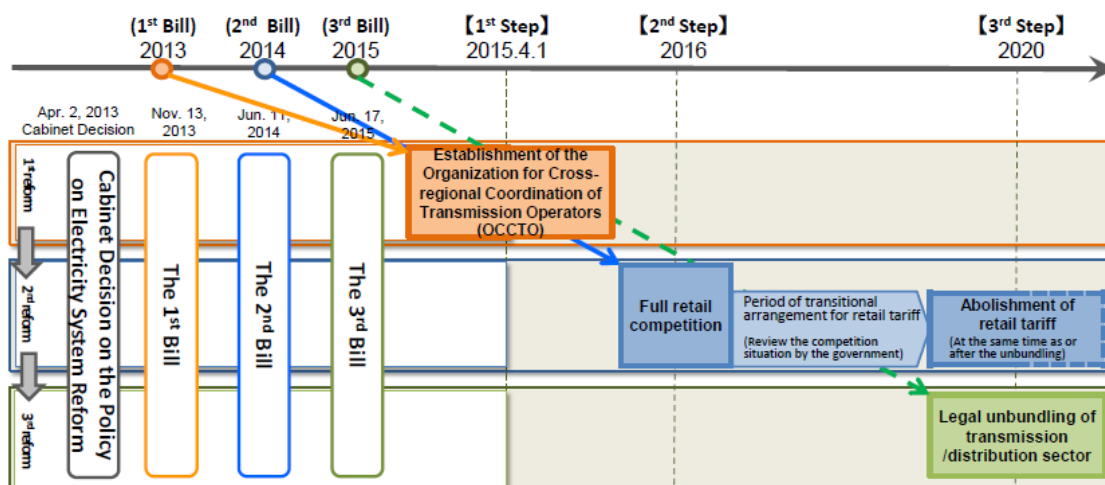 (1st Bill)
2013
(2nd Bill)
2014
(3rd Bill)
2015
【1st Step】
2015.4.1
【2nd Step】
2016
【3rd Step】
2020
Apr. 2, 2013
Cabinet Decision
Nov. 13,
2013
Jun. 11,
2014
Jun. 17,
2015
1st reform
2nd reform
3rd reform
Cabinet Decision on the Policy
on Electricity System Reform
The 1st Bill
The 2nd Bill
The 3rd Bill
Establishment of the
Organization for Cross-
regional Coordination of
Transmission Operators
(OCCTO)
Full retail
competition
Period of transitional
arrangement for retail tariff
(Review the competition
situation by the government)
Abolishment of
retail tariff
(At the same time as or
after the unbundling)
Legal unbundling of
transmission
/distribution sector